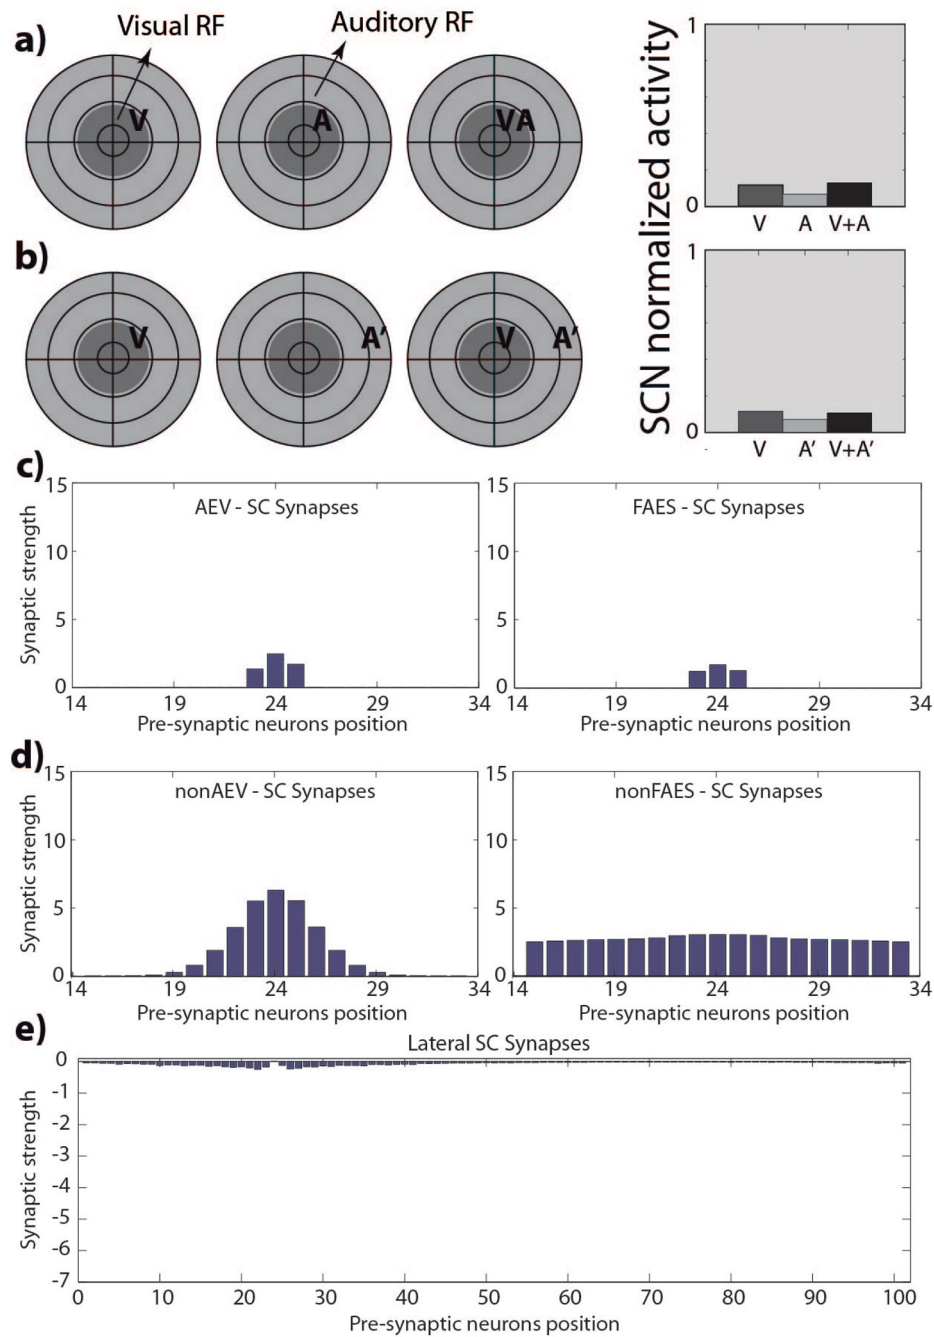 a)
Visual RF
Auditory RF
V
A
VA
SCN normalized activity
1
0
V A V+A
b)
V
A'
V A'
1
0
V A' V+A'
c)
AEV - SC Synapses
Synaptic strength
15
10
5
0
14 19 24 29 34
Pre-synaptic neurons position
FAES - SC Synapses
15
10
5
0
14 19 24 29 34
Pre-synaptic neurons position
d)
nonAEV - SC Synapses
Synaptic strength
15
10
5
0
14 19 24 29 34
Pre-synaptic neurons position
nonFAES - SC Synapses
15
10
5
0
14 19 24 29 34
Pre-synaptic neurons position
e)
Lateral SC Synapses
Synaptic strength
0
-1
-2
-3
-4
-5
-6
-7
0 10 20 30 40 50 60 70 80 90 100
Pre-synaptic neurons position